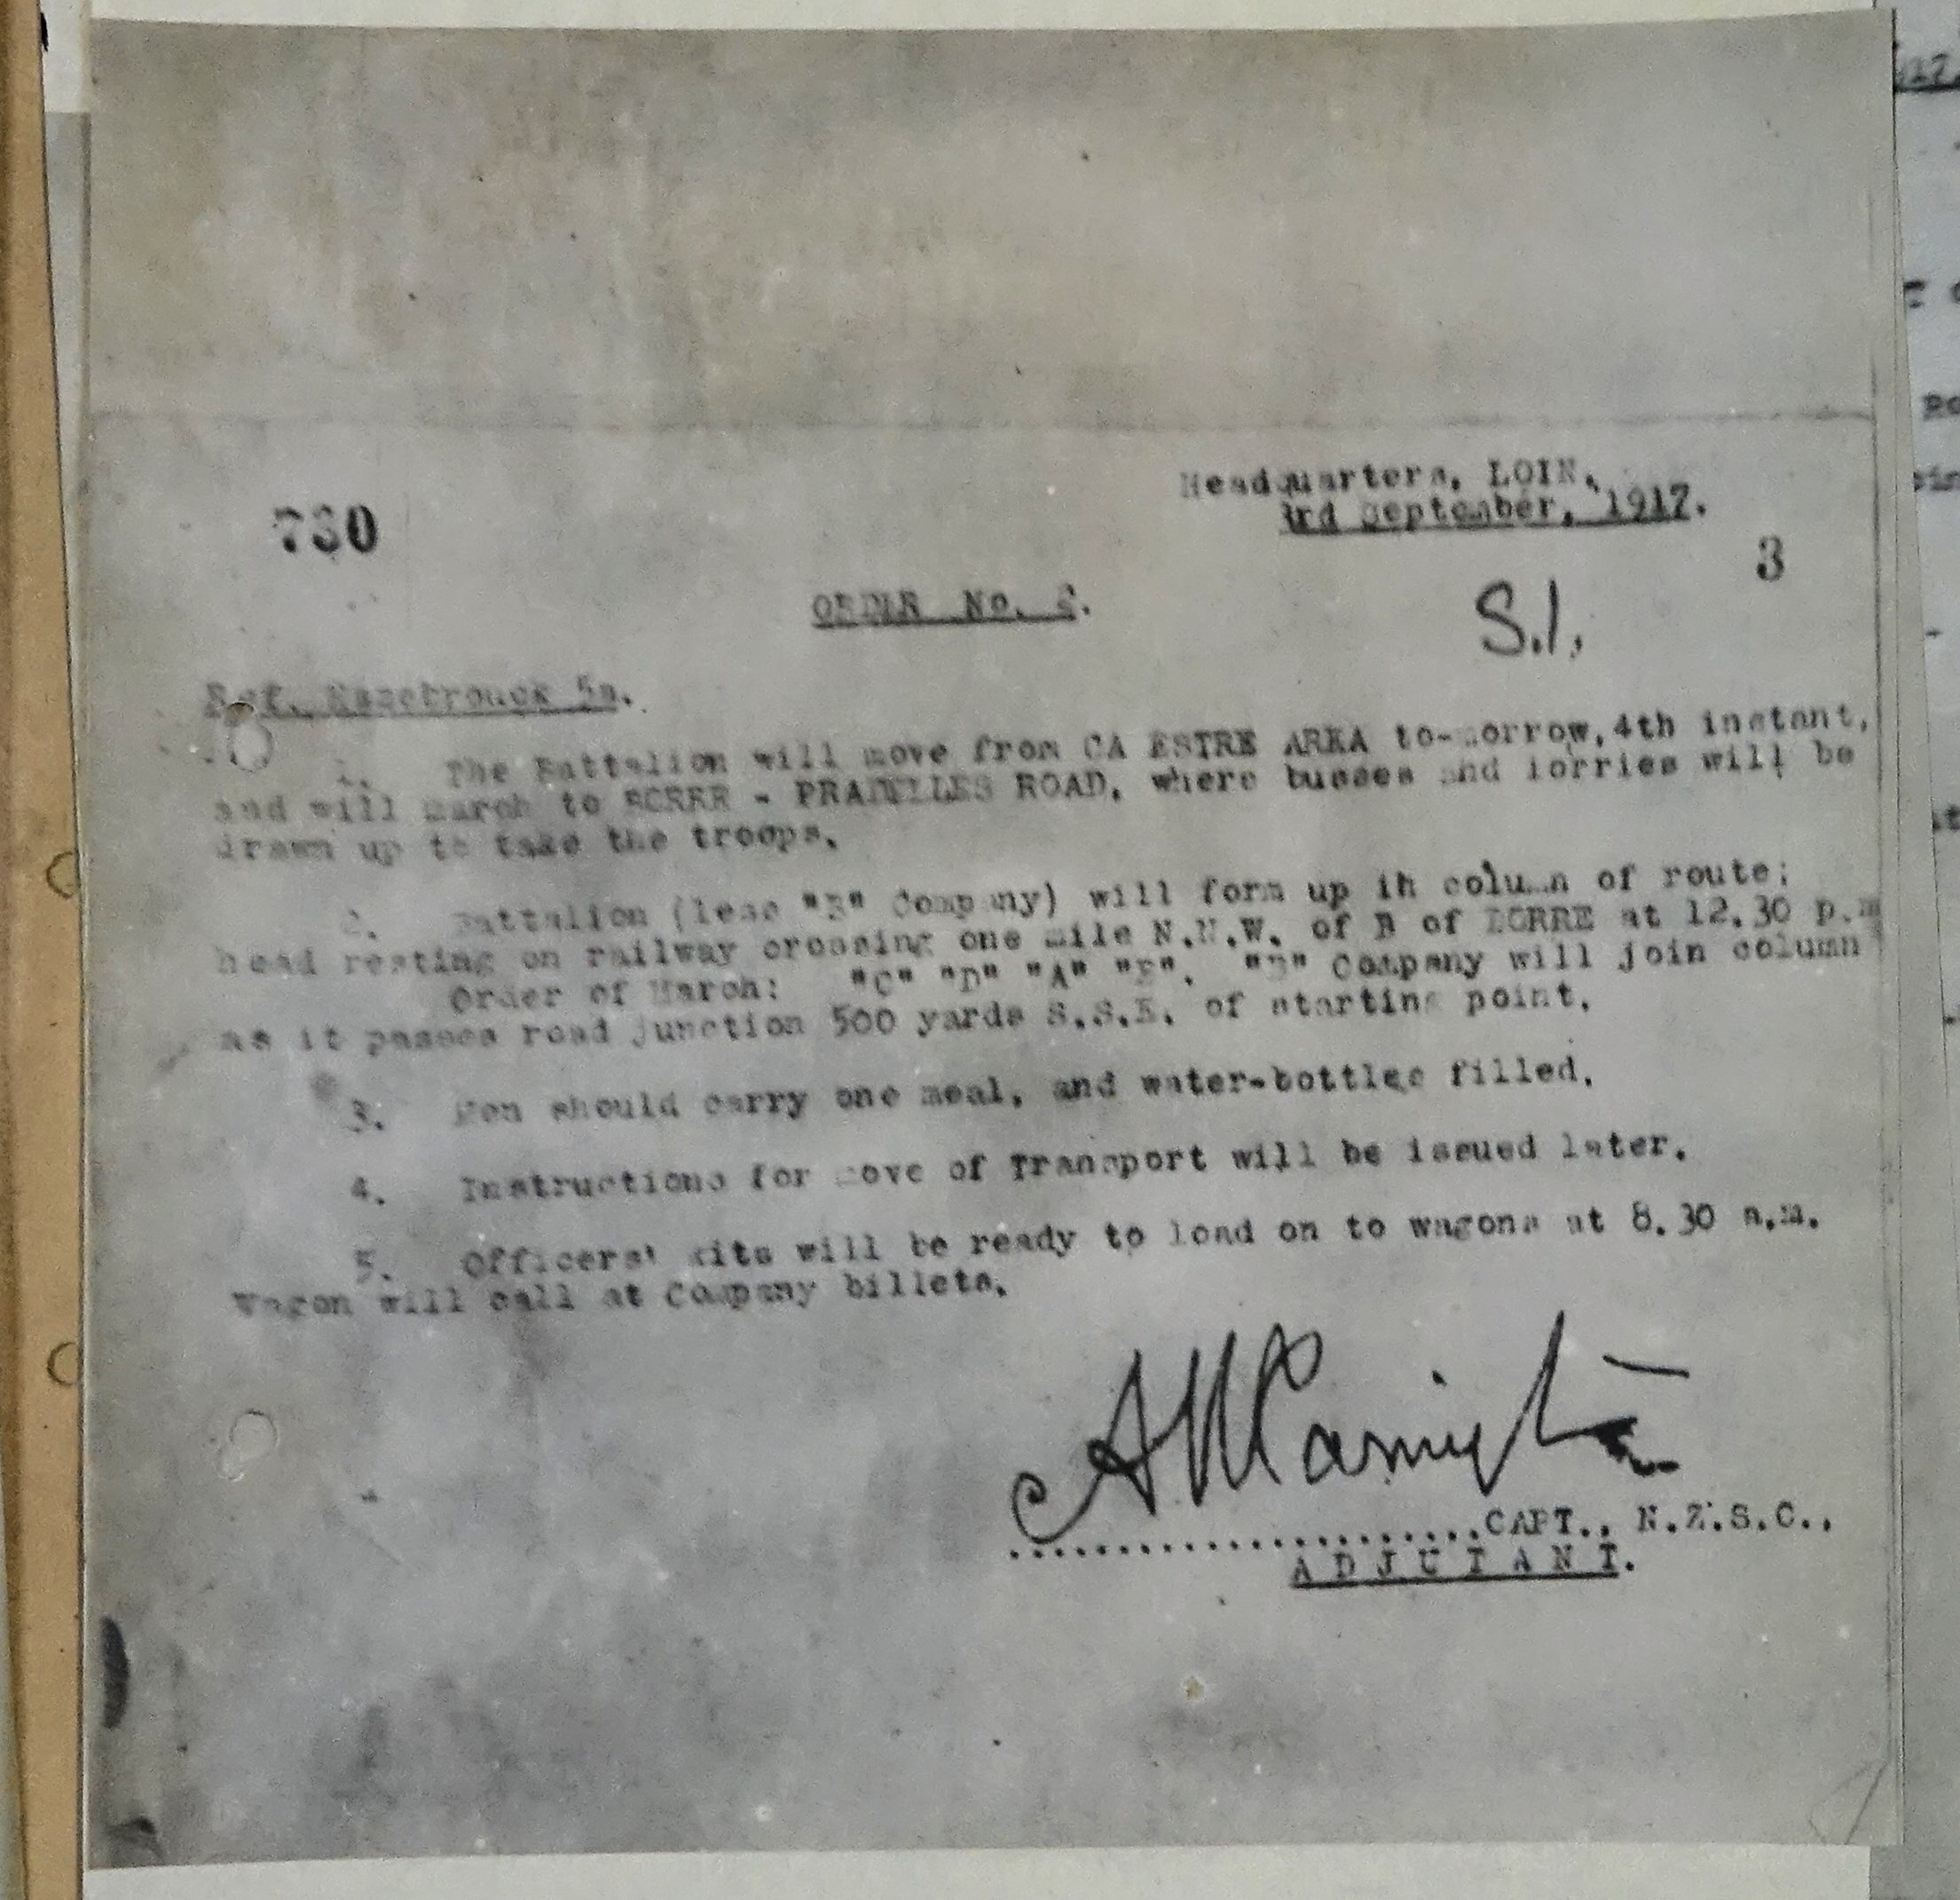 Headquarters, LOIN.
3rd September, 1917.
730
3
S.1.
ORDER No. 2.
Ref. Hazebrouck 5a.
1. The Battalion will move from CA ESTRE AREA to-morrow, 4th instant,
and will march to BORRE - PRADELLES ROAD, where busses and lorries will be
drawn up to take the troops.
2. Battalion (less "B" Company) will form up in column of route;
head resting on railway crossing one mile N.N.W. of B of BORRE at 12.30 p.m
Order of March: "C" "D" "A" Company will join column
as it passes road junction 500 yards S.S.E. of starting point.
3. Men should carry one meal, and water-bottles filled.
4. Instructions for move of Transport will be issued later.
5. Officers' kits will be ready to load on to wagons at 8.30 a.m.
Wagon will call at Company billets.
CAPT., N.Z.S.C.,
ADJUTANT.